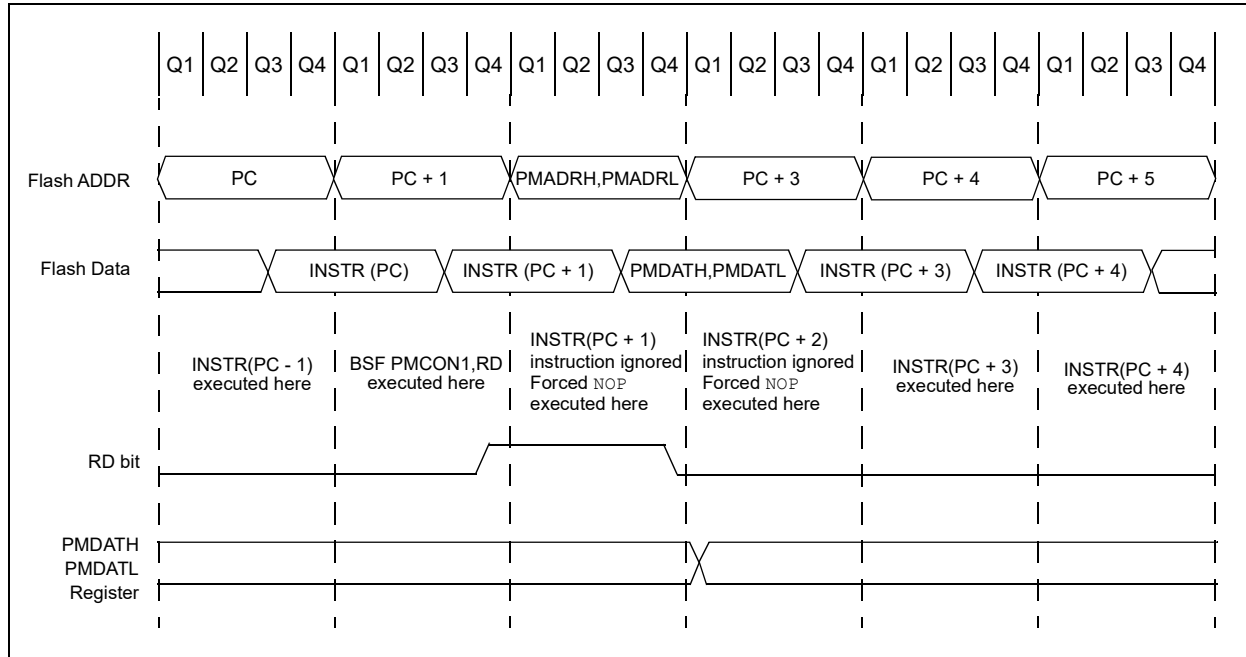 Q1 Q2 Q3 Q4 Q1 Q2 Q3 Q4 Q1 Q2 Q3 Q4 Q1 Q2 Q3 Q4 Q1 Q2 Q3 Q4 Q1 Q2 Q3 Q4
Flash ADDR PC PC + 1 PMADRH,PMADRL PC + 3 PC + 4 PC + 5
Flash Data INSTR (PC) INSTR (PC + 1) PMDATH,PMDATL INSTR (PC + 3) INSTR (PC + 4)
INSTR(PC - 1)
executed here
BSF PMCON1,RD
executed here
INSTR(PC + 1)
instruction ignored
Forced NOP
executed here
INSTR(PC + 2)
instruction ignored
Forced NOP
executed here
INSTR(PC + 3)
executed here
INSTR(PC + 4)
executed here
RD bit
PMDATH
PMDATL
Register